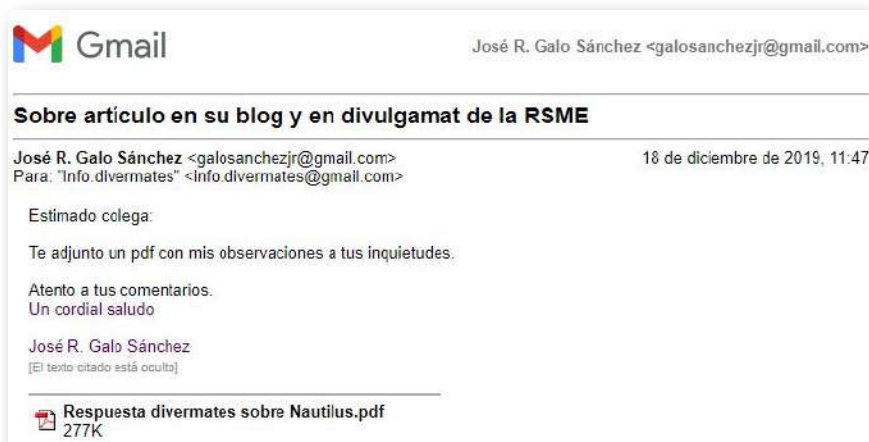 Gmail
José R. Galo Sánchez <galosanchezjr@gmail.com>
Sobre artículo en su blog y en divulgamat de la RSME
José R. Galo Sánchez <galosanchezjr@gmail.com>
18 de diciembre de 2019, 11:47
Para: "Info.divermates" <info.divermates@gmail.com>
Estimado colega:
Te adjunto un pdf con mis observaciones a tus inquietudes.
Atento a tus comentarios.
Un cordial saludo
José R. Galo Sánchez
[El texto citado está oculto]
Respuesta divermates sobre Nautilus.pdf
277K